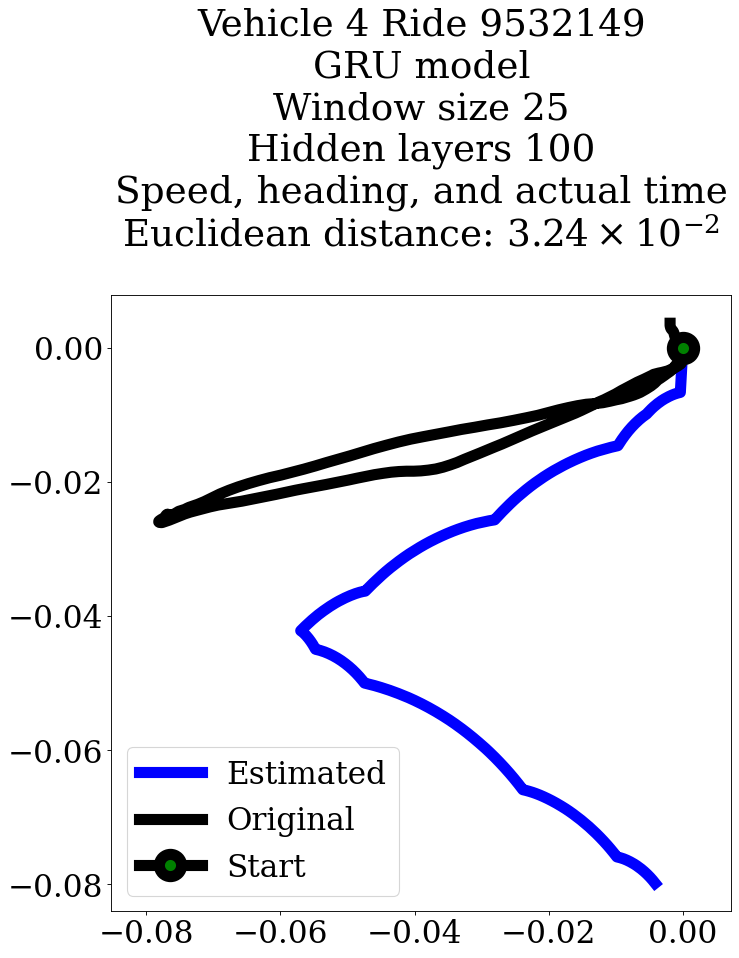 Vehicle 4 Ride 9532149
GRU model
Window size 25
Hidden layers 100
Speed, heading, and actual time
Euclidean distance: 3.24 × 10⁻²
0.00
−0.02
−0.04
−0.06
−0.08
Estimated
Original
Start
−0.08 −0.06 −0.04 −0.02 0.00